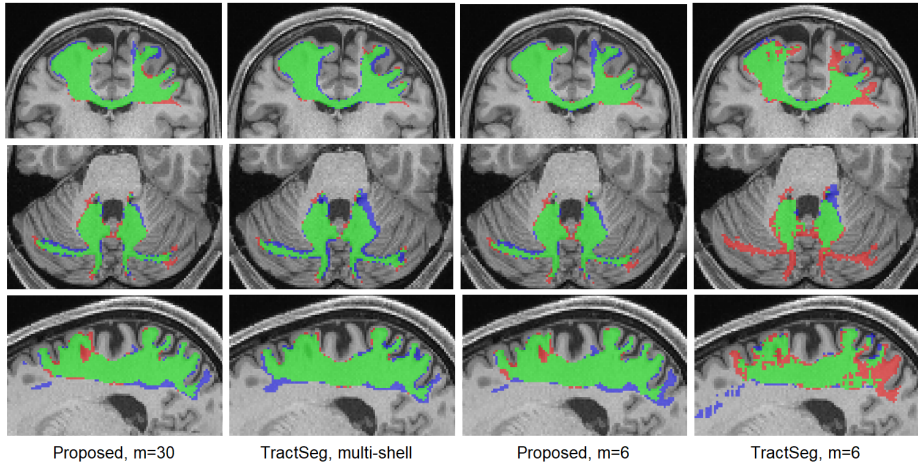 Proposed, m=30
TractSeg, multi-shell
Proposed, m=6
TractSeg, m=6